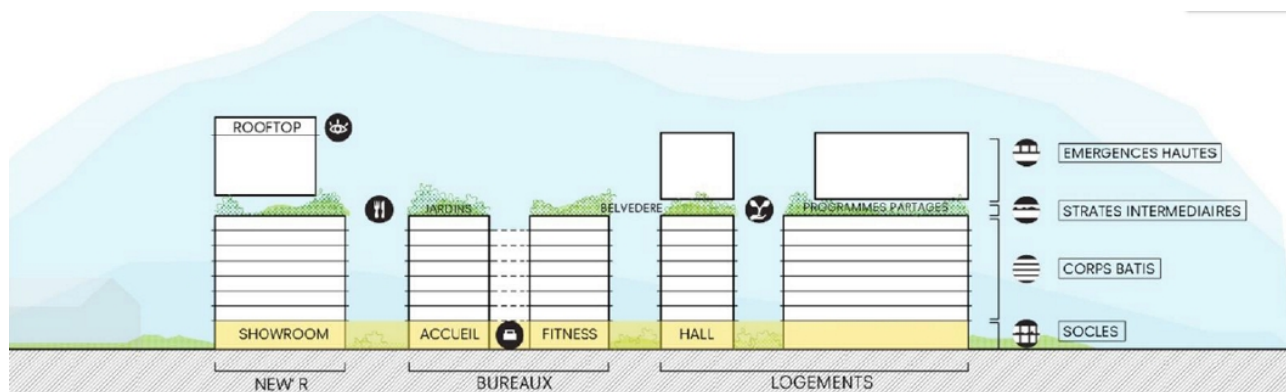 ROOFTOP
EMERGENCES HAUTES
JARDINS
BELVEDERE
PROGRAMMES PARTAGES
STRATES INTERMEDIAIRES
CORPS BATIS
SHOWROOM
ACCUEIL
FITNESS
HALL
SOCLES
NEW' R
BUREAUX
LOGEMENTS